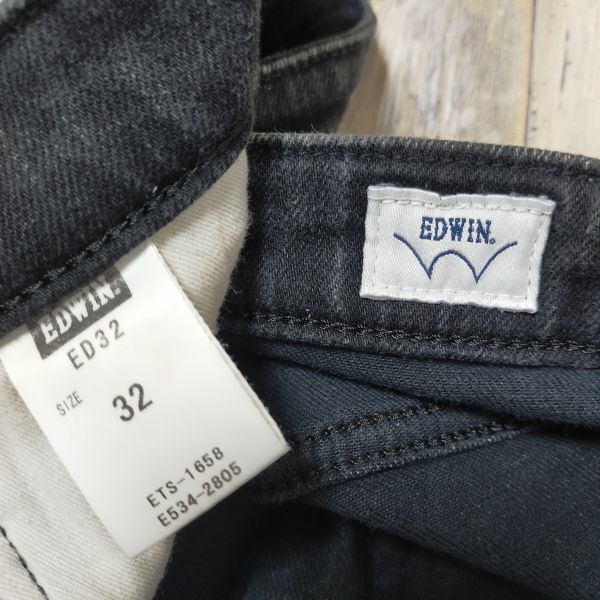 EDWIN.
EDWIN.
ED32
SIZE 32
ETS-1658
E534-2805